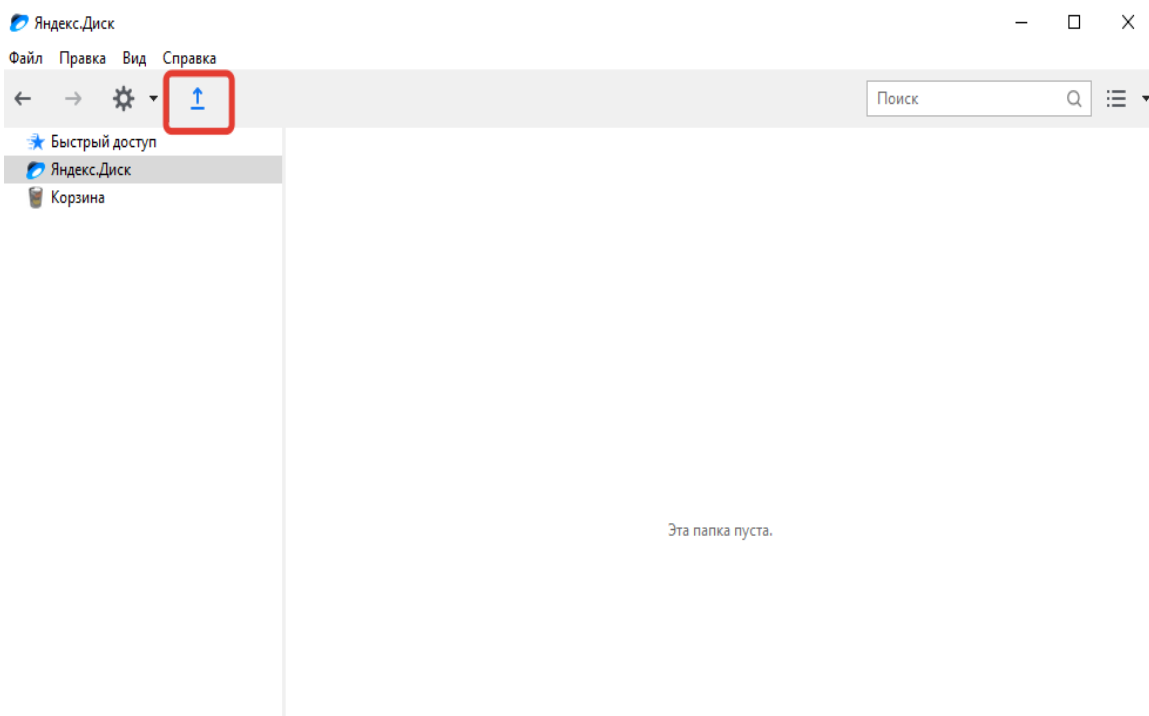 Яндекс.Диск
Файл Правка Вид Справка
Поиск
Быстрый доступ
Яндекс.Диск
Корзина
Эта папка пуста.